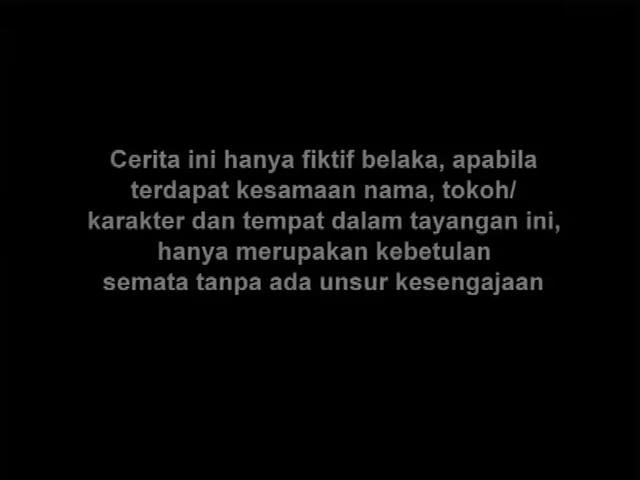 Cerita ini hanya fiktif belaka, apabila
terdapat kesamaan nama, tokoh/
karakter dan tempat dalam tayangan ini,
hanya merupakan kebetulan
semata tanpa ada unsur kesengajaan